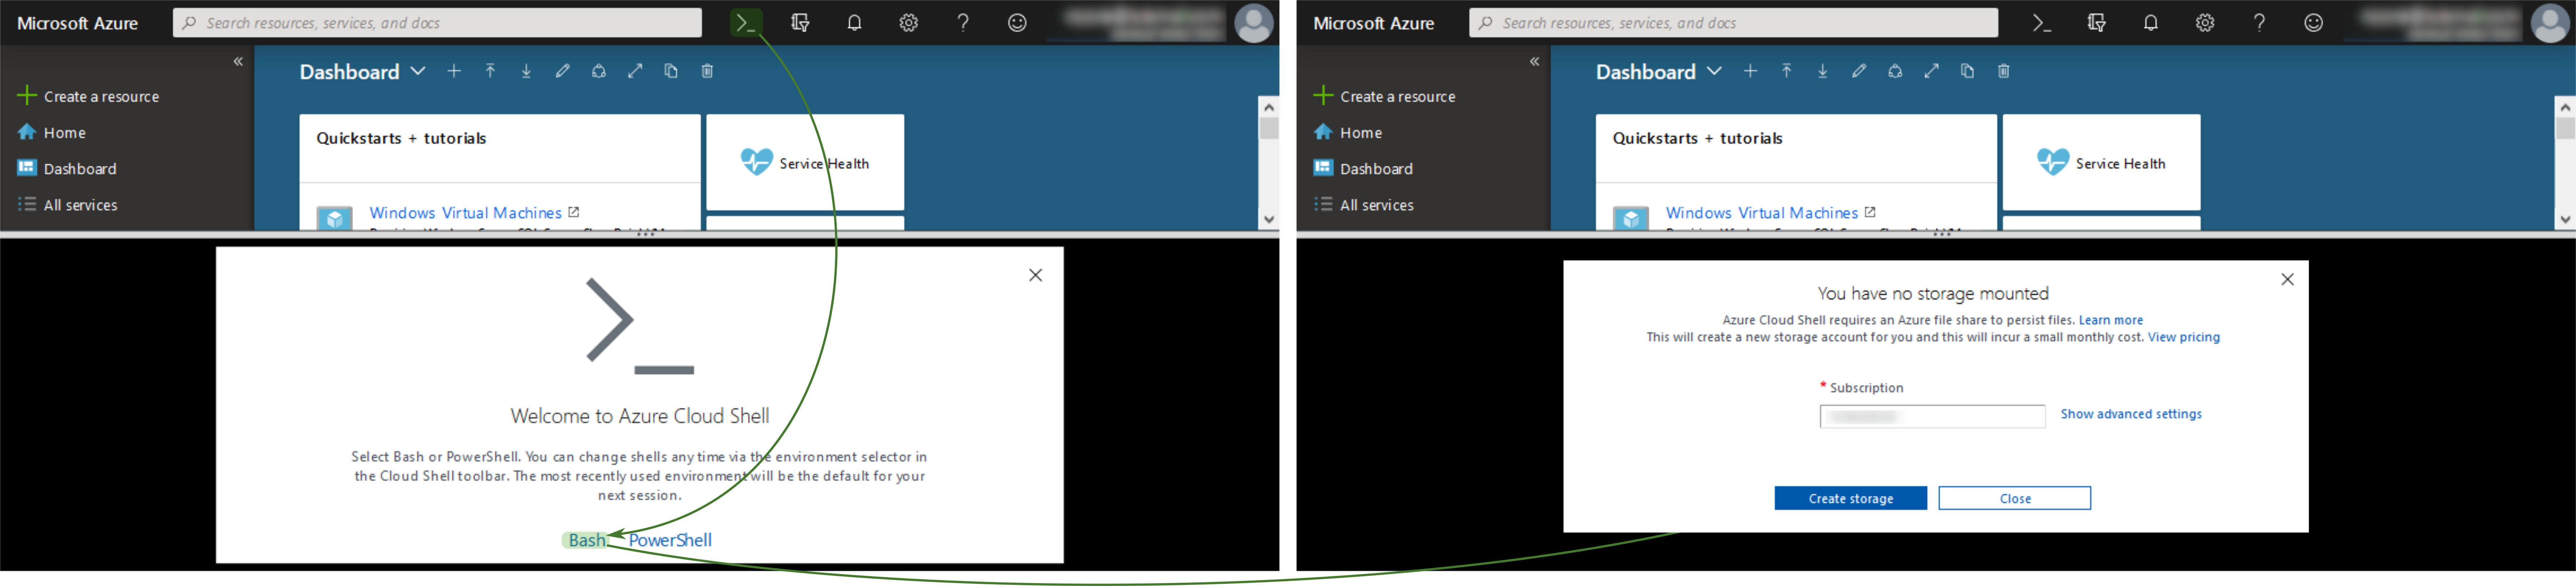 Microsoft Azure
Search resources, services, and docs
Create a resource
Home
Dashboard
All services
Dashboard
Quickstarts + tutorials
Windows Virtual Machines
Service Health
Welcome to Azure Cloud Shell
Select Bash or PowerShell. You can change shells any time via the environment selector in
the Cloud Shell toolbar. The most recently used environment will be the default for your
next session.
Bash PowerShell
Microsoft Azure
Search resources, services, and docs
Create a resource
Home
Dashboard
All services
Dashboard
Quickstarts + tutorials
Windows Virtual Machines
Service Health
You have no storage mounted
Azure Cloud Shell requires an Azure file share to persist files. Learn more
This will create a new storage account for you and this will incur a small monthly cost. View pricing
* Subscription
Show advanced settings
Create storage
Close